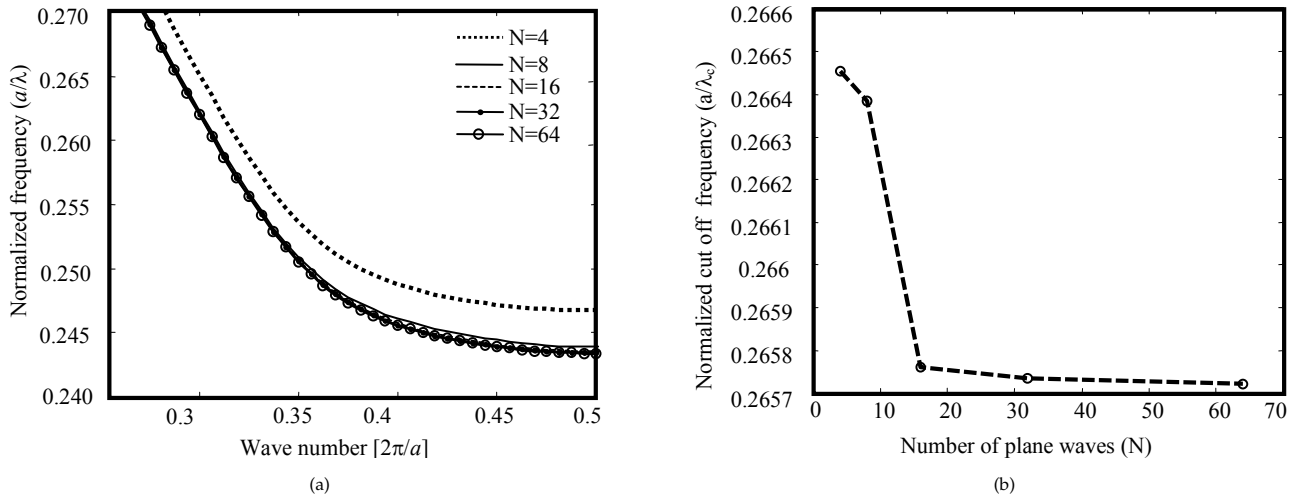 0.270
0.265
0.260
0.255
0.250
0.245
0.240
Normalized frequency (a/λ)
N=4
N=8
N=16
N=32
N=64
0.3
0.35
0.4
0.45
0.5
Wave number [2π/a]
(a)
0.2666
0.2665
0.2664
0.2663
0.2662
0.2661
0.266
0.2659
0.2658
0.2657
Normalized cut off frequency (a/λc)
0
10
20
30
40
50
60
70
Number of plane waves (N)
(b)